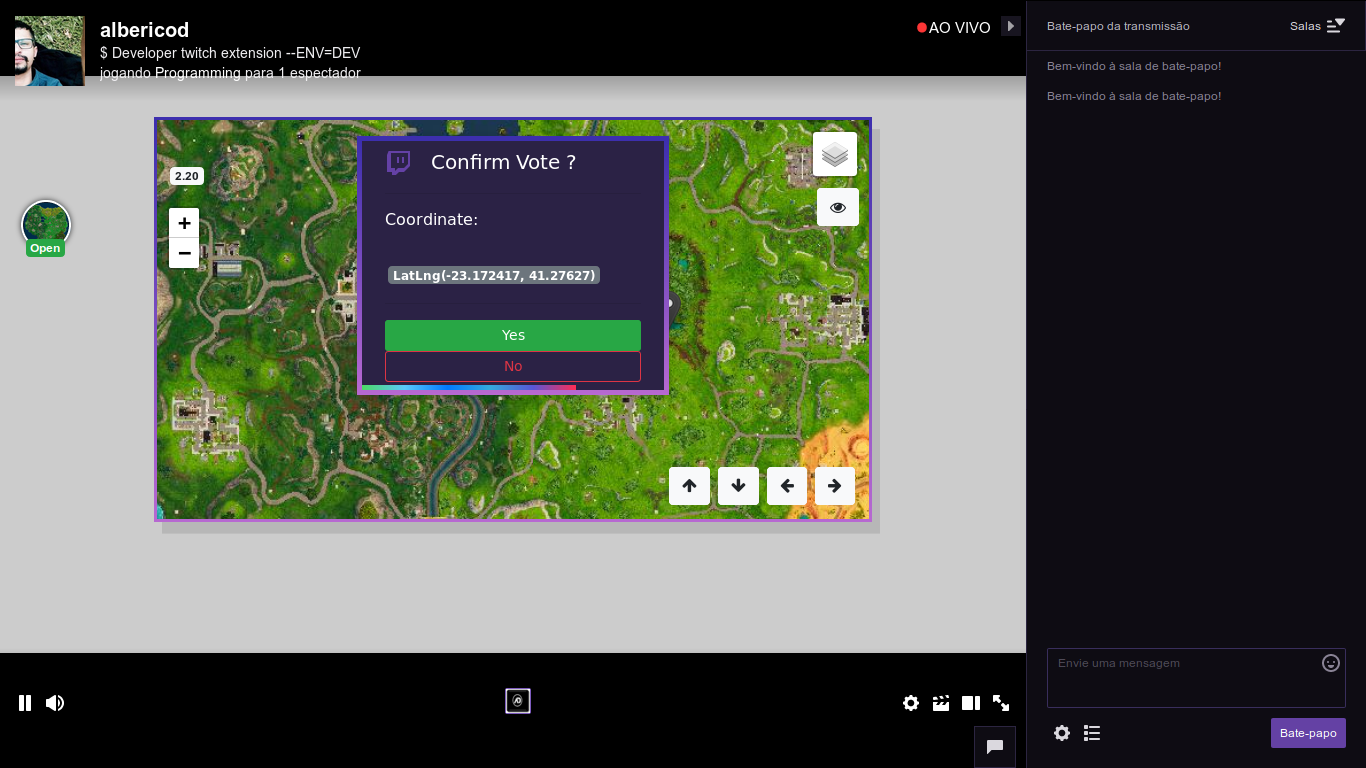 albericod
$ Developer twitch extension --ENV=DEV
jogando Programming para 1 espectador
AO VIVO
Bate-papo da transmissão
Salas
Bem-vindo à sala de bate-papo!
Bem-vindo à sala de bate-papo!
2.20
+
−
Open
Confirm Vote ?
Coordinate:
LatLng(-23.172417, 41.27627)
Yes
No
Envie uma mensagem
Bate-papo